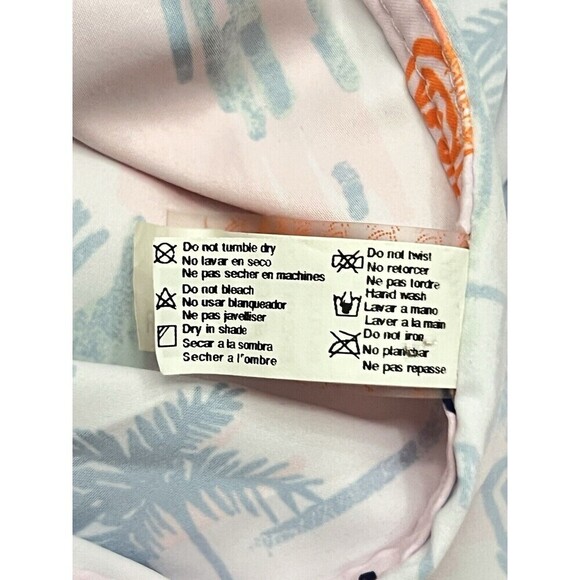 Do not tumble dry
No lavar en seco
Ne pas secher en machines
Do not bleach
No usar blanqueador
Ne pas javelliser
Dry in shade
Secar a la sombra
Secher a l'ombre
Do not twist
No retorcer
Ne pas tordre
Hand wash
Lavar a mano
Laver a la main
Do not iron
No planchar
Ne pas repasse